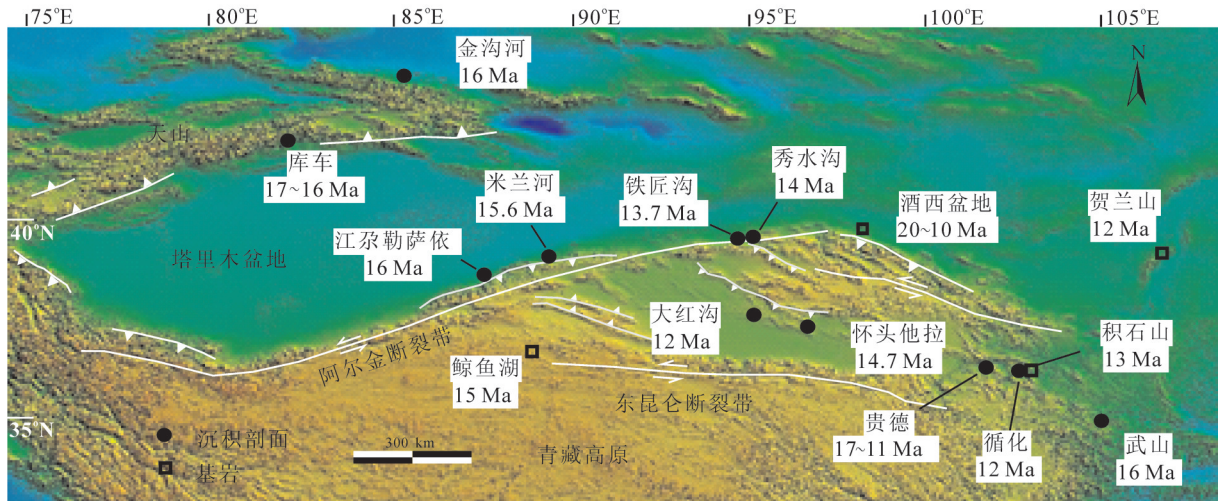 75°E 80°E 85°E 90°E 95°E 100°E 105°E
金沟河
16 Ma
N
天山
库车
17~16 Ma
米兰河
15.6 Ma
铁匠沟
13.7 Ma
秀水沟
14 Ma
酒西盆地
20~10 Ma
贺兰山
12 Ma
40°N
塔里木盆地
江尕勒萨依
16 Ma
大红沟
12 Ma
怀头他拉
14.7 Ma
积石山
13 Ma
阿尔金断裂带
鲸鱼湖
15 Ma
东昆仑断裂带
贵德
17~11 Ma
循化
12 Ma
武山
16 Ma
35°N
沉积剖面
基岩
300 km
青藏高原